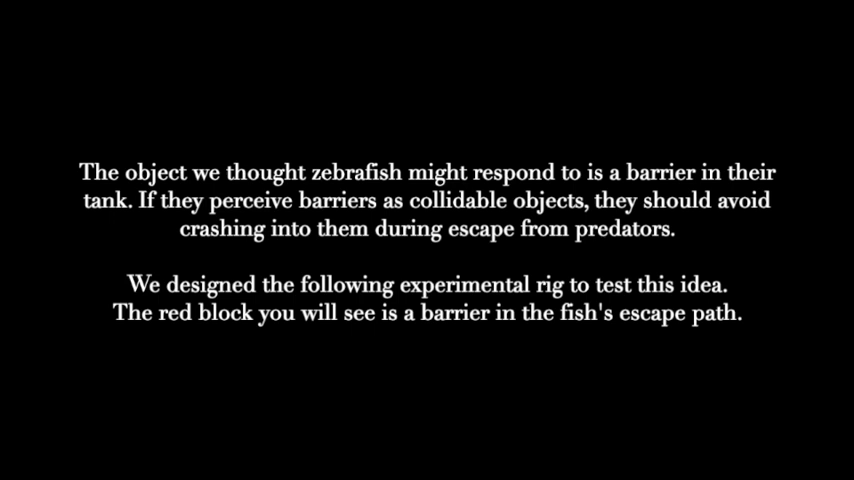 The object we thought zebrafish might respond to is a barrier in their
tank. If they perceive barriers as collidable objects, they should avoid
crashing into them during escape from predators.
We designed the following experimental rig to test this idea.
The red block you will see is a barrier in the fish's escape path.